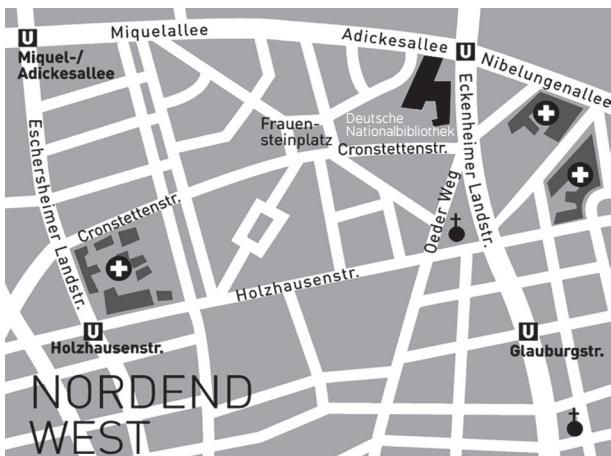 Miquelallee
Adickesallee
U
U
Miquel-/
Adickesallee
Nibelungenallee
Eckenheimer Landstr.
Deutsche
Nationalbibliothek
Frauen-
steinplatz
Cronstettenstr.
Eschersheimer Landstr.
Oeder Weg
Cronstettenstr.
Holzhausenstr.
U
Holzhausenstr.
U
Glauburgstr.
NORDEND
WEST